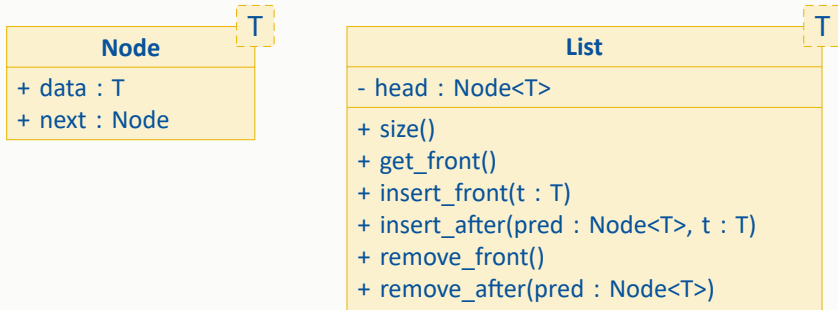 T
Node
+ data : T
+ next : Node
T
List
- head : Node<T>
+ size()
+ get_front()
+ insert_front(t : T)
+ insert_after(pred : Node<T>, t : T)
+ remove_front()
+ remove_after(pred : Node<T>)